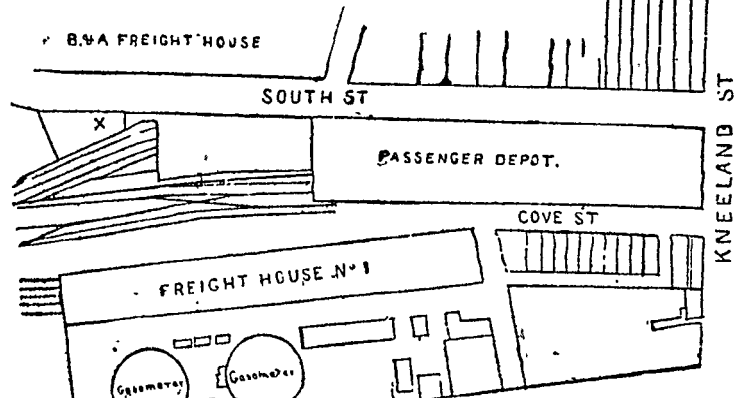 B.&A FREIGHT HOUSE
SOUTH ST
KNEELAND ST
X
PASSENGER DEPOT.
COVE ST
FREIGHT HOUSE Nº 1
Gasometer
Gasometer